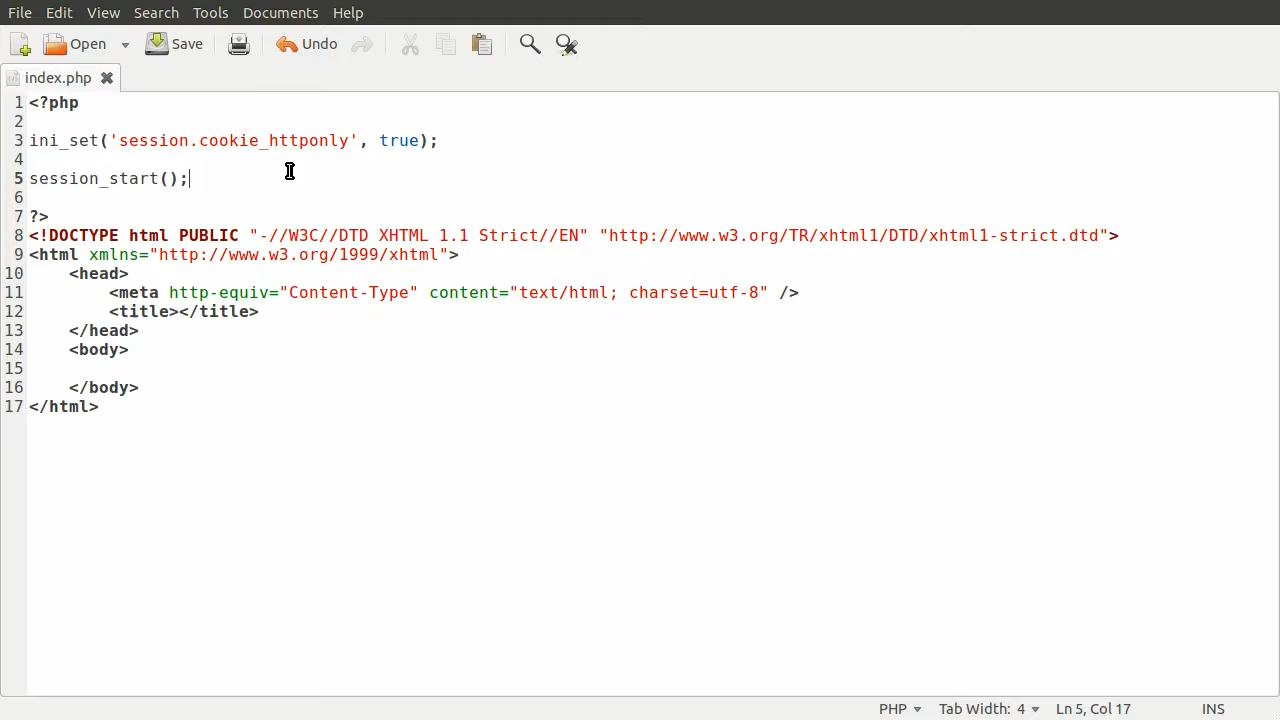 File Edit View Search Tools Documents Help
Open Save Undo
index.php
1 <?php
2
3 ini_set('session.cookie_httponly', true);
4
5 session_start();
6
7 ?>
8 <!DOCTYPE html PUBLIC "-//W3C//DTD XHTML 1.1 Strict//EN" "http://www.w3.org/TR/xhtml1/DTD/xhtml1-strict.dtd">
9 <html xmlns="http://www.w3.org/1999/xhtml">
10     <head>
11         <meta http-equiv="Content-Type" content="text/html; charset=utf-8" />
12         <title></title>
13     </head>
14     <body>
15
16     </body>
17 </html>
PHP Tab Width: 4 Ln 5, Col 17 INS